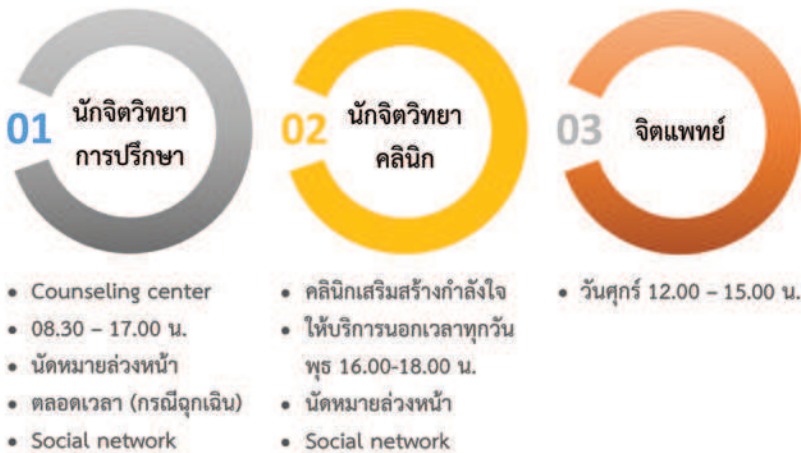 01
นักจิตวิทยา
การปรึกษา
• Counseling center
• 08.30 – 17.00 น.
• นัดหมายล่วงหน้า
• ตลอดเวลา (กรณีฉุกเฉิน)
• Social network
02
นักจิตวิทยา
คลินิก
• คลินิกเสริมสร้างกำลังใจ
• ให้บริการนอกเวลาทุกวัน
พุธ 16.00-18.00 น.
• นัดหมายล่วงหน้า
• Social network
03
จิตแพทย์
• วันศุกร์ 12.00 – 15.00 น.